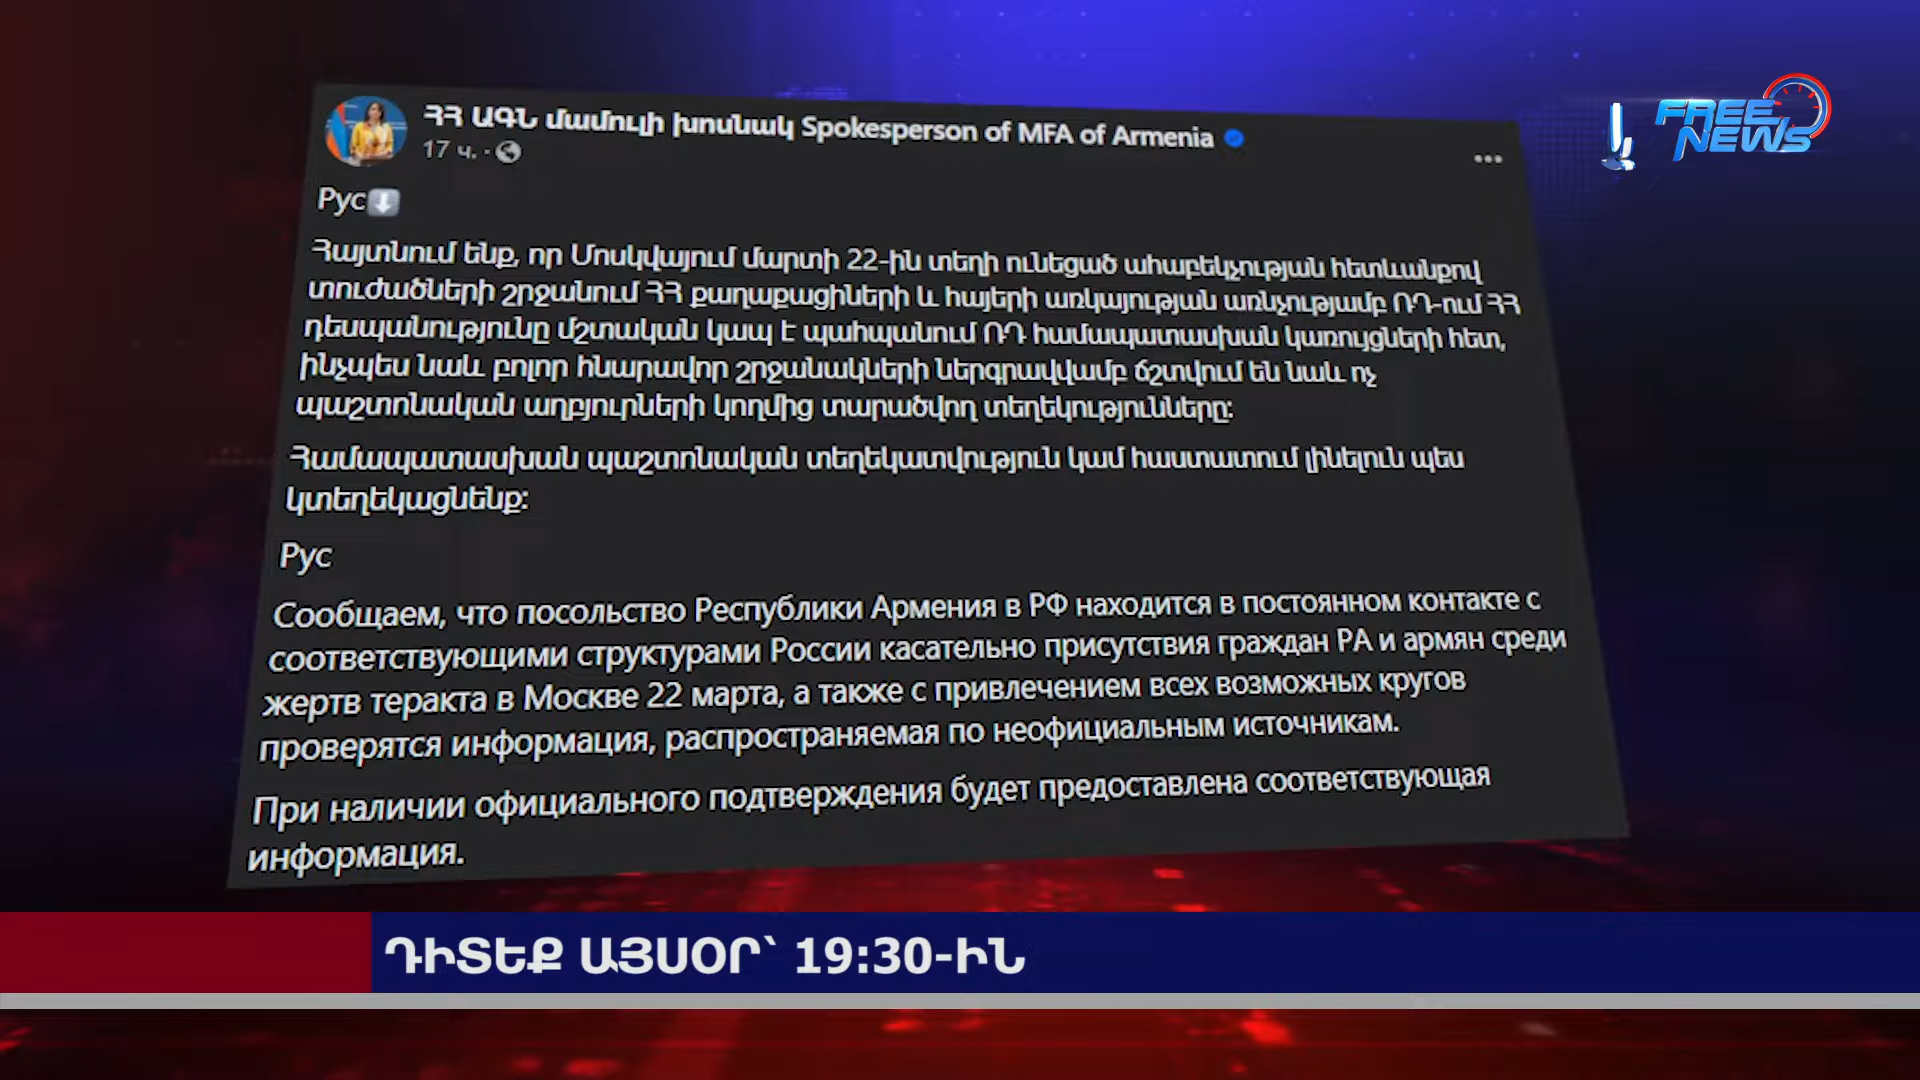 ՀՀ ԱԳՆ մամուլի խոսնակ Spokesperson of MFA of Armenia
17 ч. ·
FREE NEWS
Рус
Հայտնում ենք, որ Մոսկվայում մարտի 22-ին տեղի ունեցած ահաբեկչության հետևանքով
տուժածների շրջանում ՀՀ քաղաքացիների և հայերի առկայության առնչությամբ ՌԴ-ում ՀՀ
դեսպանությունը մշտական կապ է պահպանում ՌԴ համապատասխան կառույցների հետ,
ինչպես նաև բոլոր հնարավոր շրջանակների ներգրավվամբ ճշտվում են նաև ոչ
պաշտոնական աղբյուրների կողմից տարածվող տեղեկությունները:
Համապատասխան պաշտոնական տեղեկատվություն կամ հաստատում լինելուն պես
կտեղեկացնենք:
Рус
Сообщаем, что посольство Республики Армения в РФ находится в постоянном контакте с
соответствующими структурами России касательно присутствия граждан РА и армян среди
жертв теракта в Москве 22 марта, а также с привлечением всех возможных кругов
проверятся информация, распространяемая по неофициальным источникам.
При наличии официального подтверждения будет предоставлена соответствующая
информация.
ԴԻՏԵՔ ԱՅՍՕՐ՝ 19:30-ԻՆ